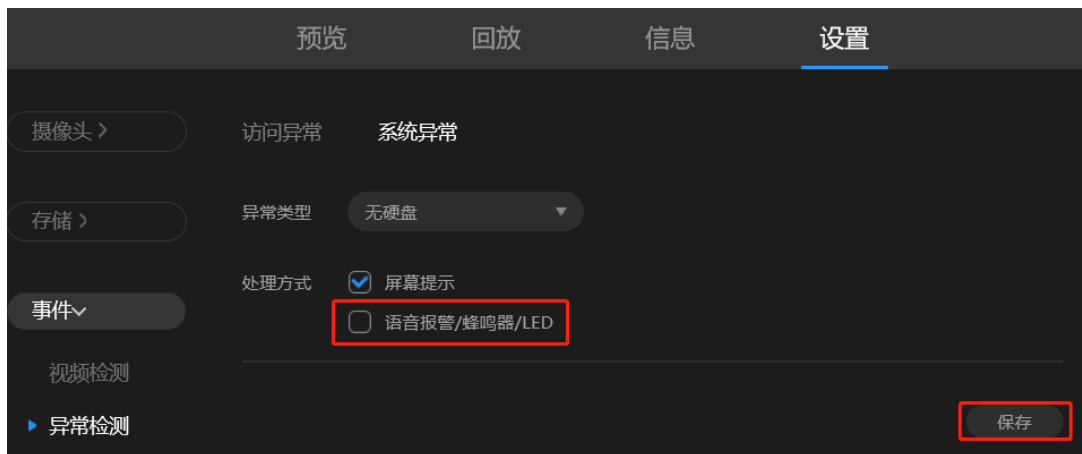 预览 回放 信息 设置
摄像头 >
访问异常 系统异常
存储 >
异常类型 无硬盘
处理方式 屏幕提示
事件
语音报警/蜂鸣器/LED
视频检测
异常检测
保存